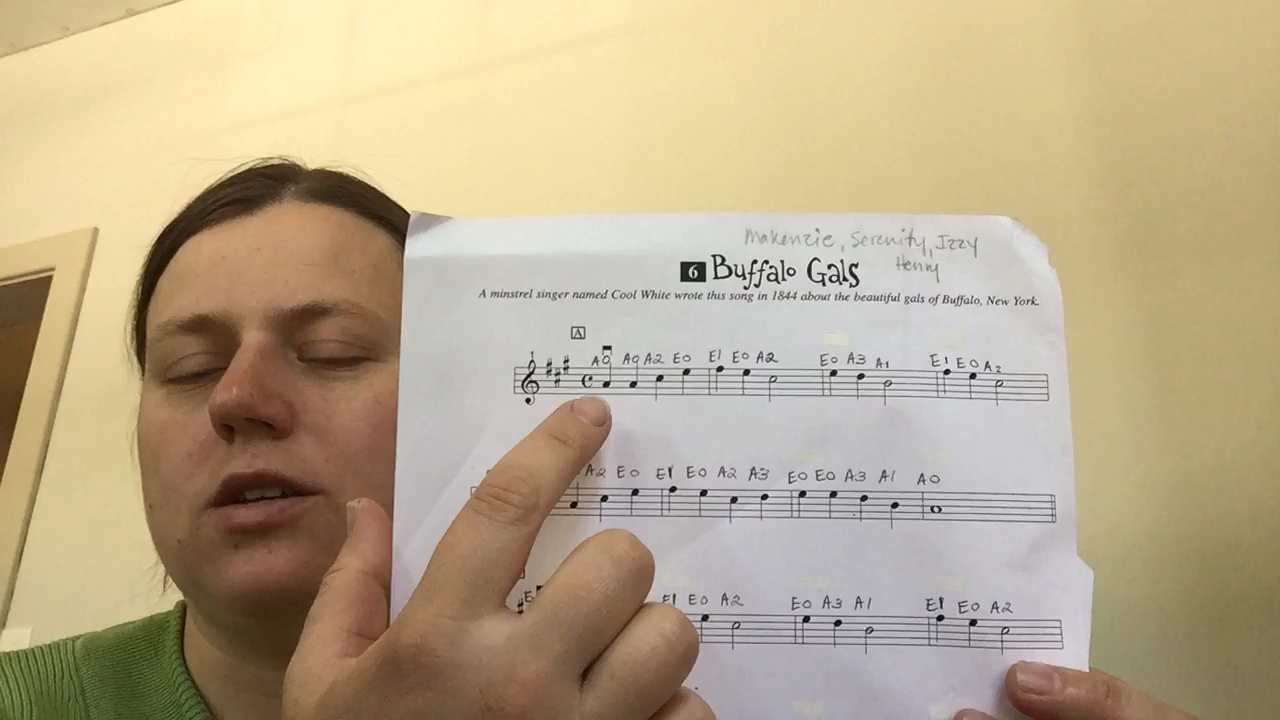 Makenzie, Serenity, Izzy
Henry
6 Buffalo Gals
A minstrel singer named Cool White wrote this song in 1844 about the beautiful gals of Buffalo, New York.
A
1
A0 A0 A2 E0 E1 E0 A2 E0 A3 A1 E1 E0 A2
A2 E0 E1 E0 A2 A3 E0 E0 A3 A1 A0
E1 E0 A2 E0 A3 A1 E1 E0 A2